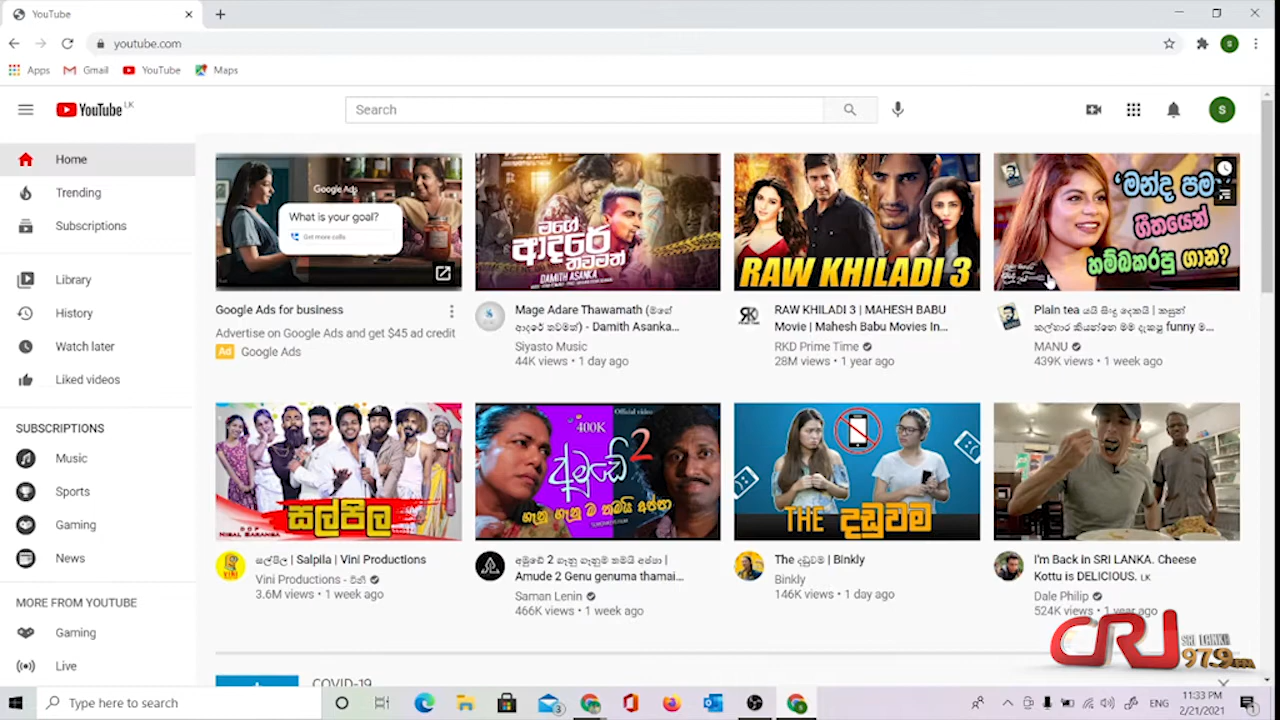 YouTube
youtube.com
Apps
Gmail
YouTube
Maps
YouTube LK
Search
S
Home
Trending
Subscriptions
Library
History
Watch later
Liked videos
SUBSCRIPTIONS
Music
Sports
Gaming
News
MORE FROM YOUTUBE
Gaming
Live
Google Ads
What is your goal?
Get more calls
Google Ads for business
Advertise on Google Ads and get $45 ad credit
Ad Google Ads
මගේ
ආදරේ
තවමත්
DAMITH ASANKA
Mage Adare Thawamath (මගේ
ආදරේ තවමත්) - Damith Asanka...
Siyasto Music
44K views • 1 day ago
RAW KHILADI 3
RAW KHILADI 3 | MAHESH BABU
Movie | Mahesh Babu Movies In...
RKD Prime Time
28M views • 1 year ago
‘මන්ද පම
ගීතයෙන්
හම්බකරපු ගාන?
Plain tea යයි සිංදු දෙකයි | කසුන්
කල්හාර කියන්නෙ මම දැකපු funny ම...
MANU
439K views • 1 week ago
සල්පිල
සල්පිල | Salpila | Vini Productions
Vini Productions - විනී
3.6M views • 1 week ago
Official video
400K
අමුඩේ 2
ගෑනු ගෑනු ම තමයි අප්පා
අමුඩේ 2 ගෑනු ගෑනුම තමයි අප්පා |
Amude 2 Genu genuma thamai...
Saman Lenin
466K views • 1 week ago
THE දඬුවම
The දඬුවම | Binkly
Binkly
146K views • 1 day ago
I'm Back in SRI LANKA. Cheese
Kottu is DELICIOUS. LK
Dale Philip
524K views • 1 year ago
COVID-19
CRI SRI LANKA
97.9 FM
Type here to search
ENG
11:33 PM
2/21/2021